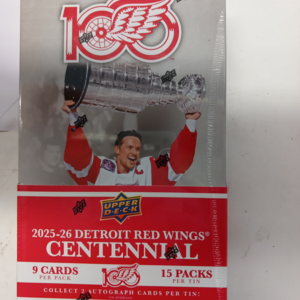 100
UPPER
D·E·C·K
2025-26 DETROIT RED WINGS®
CENTENNIAL
9 CARDS
PER PACK
100
15 PACKS
PER TIN
COLLECT 2 AUTOGRAPH CARDS PER TIN!